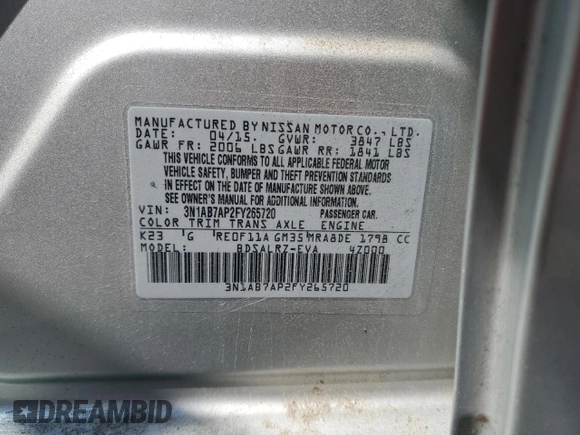 MANUFACTURED BY NISSAN MOTOR CO., LTD.
DATE: 04/15. GVWR: 3847 LBS
GAWR FR: 2006 LBS GAWR RR: 1841 LBS
THIS VEHICLE CONFORMS TO ALL APPLICABLE FEDERAL MOTOR
VEHICLE SAFETY, BUMPER AND THEFT PREVENTION STANDARDS
IN EFFECT ON THE DATE OF MANUFACTURE SHOWN ABOVE.
SEE OWNER'S MANUAL FOR ADDITIONAL INFORMATION.
VIN: 3N1AB7AP2FY265720 PASSENGER CAR
COLOR TRIM TRANS AXLE ENGINE
K23 'G 'RE0F11A GM35 'MRA8DE 1798 CC
MODEL: BDSALRZ-EVA 4Z000
3N1AB7AP2FY265720
DREAMBID